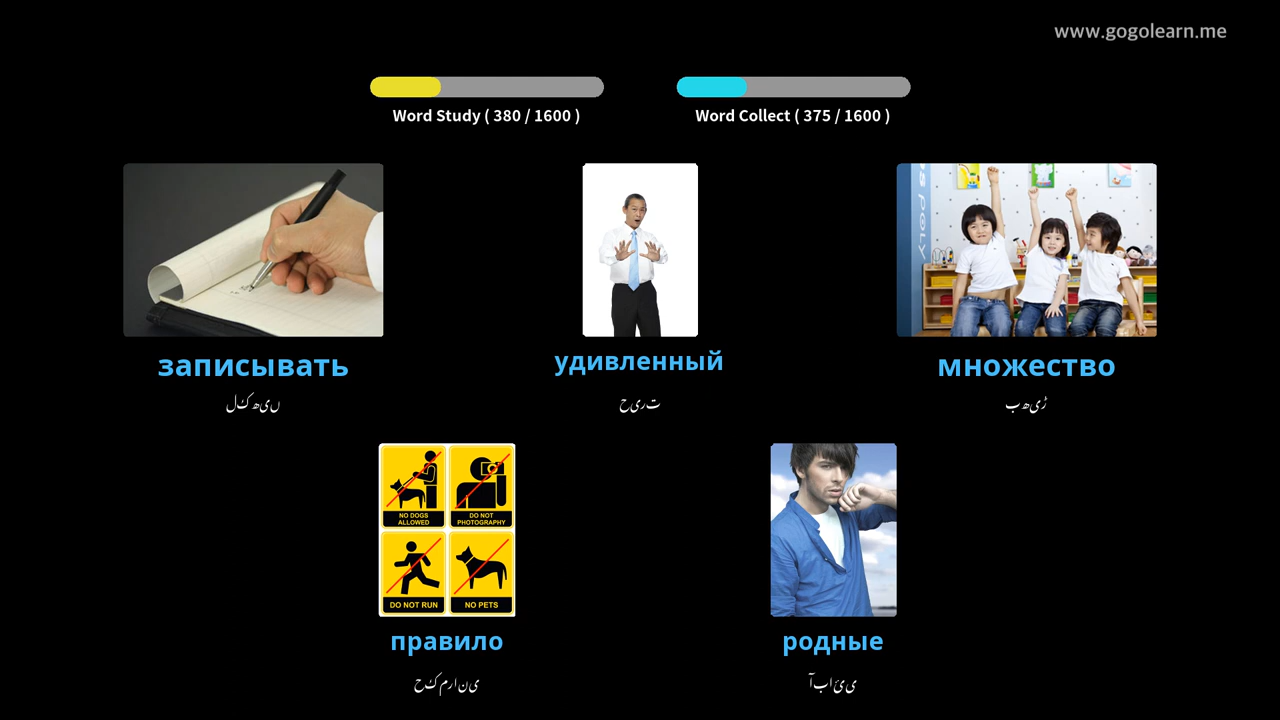 www.gogolearn.me
Word Study ( 380 / 1600 )
Word Collect ( 375 / 1600 )
записывать
удивленный
множество
لکھیں
حیرت
بھیڑ
NO DOGS
ALLOWED
DO NOT
PHOTOGRAPHY
DO NOT RUN
NO PETS
правило
родные
حکمرانی
آبائی